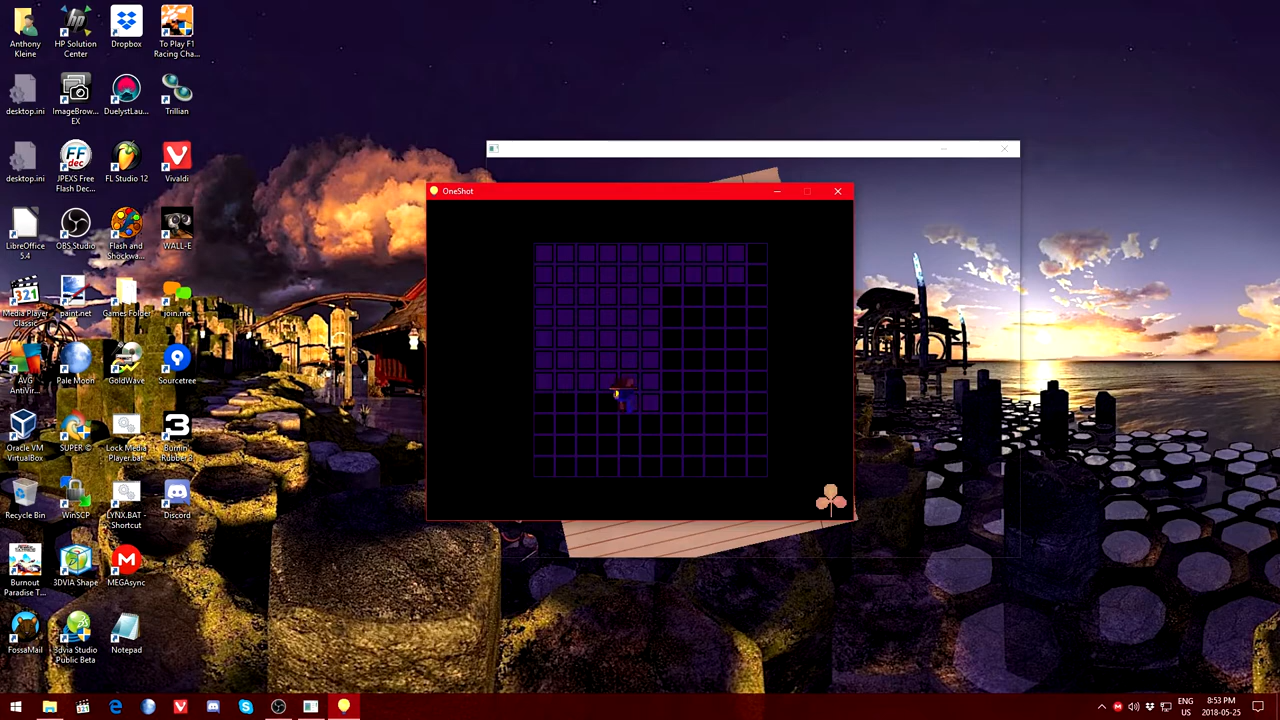 Anthony
Kleine
HP Solution
Center
Dropbox
To Play F1
Racing Cha...
desktop.ini
ImageBrow...
EX
DuelystLau...
Trillian
FF
dec
desktop.ini
JPEXS Free
Flash Dec...
FL Studio 12
Vivaldi
LibreOffice
5.4
OBS Studio
Flash and
Shockwa...
WALL-E
321
Media Player
Classic
paint.net
Games Folder
join.me
AVG
AntiVir...
Pale Moon
GoldWave
Sourcetree
3
Oracle VM
VirtualBox
SUPER ©
Lock Media
Player.bat
Burnin'
Rubber 3
Recycle Bin
WinSCP
LYNX.BAT -
Shortcut
Discord
Burnout
Paradise T...
3DVIA Shape
MEGAsync
FossaMail
3dvia Studio
Public Beta
Notepad
OneShot
ENG
US
8:53 PM
2018-05-25